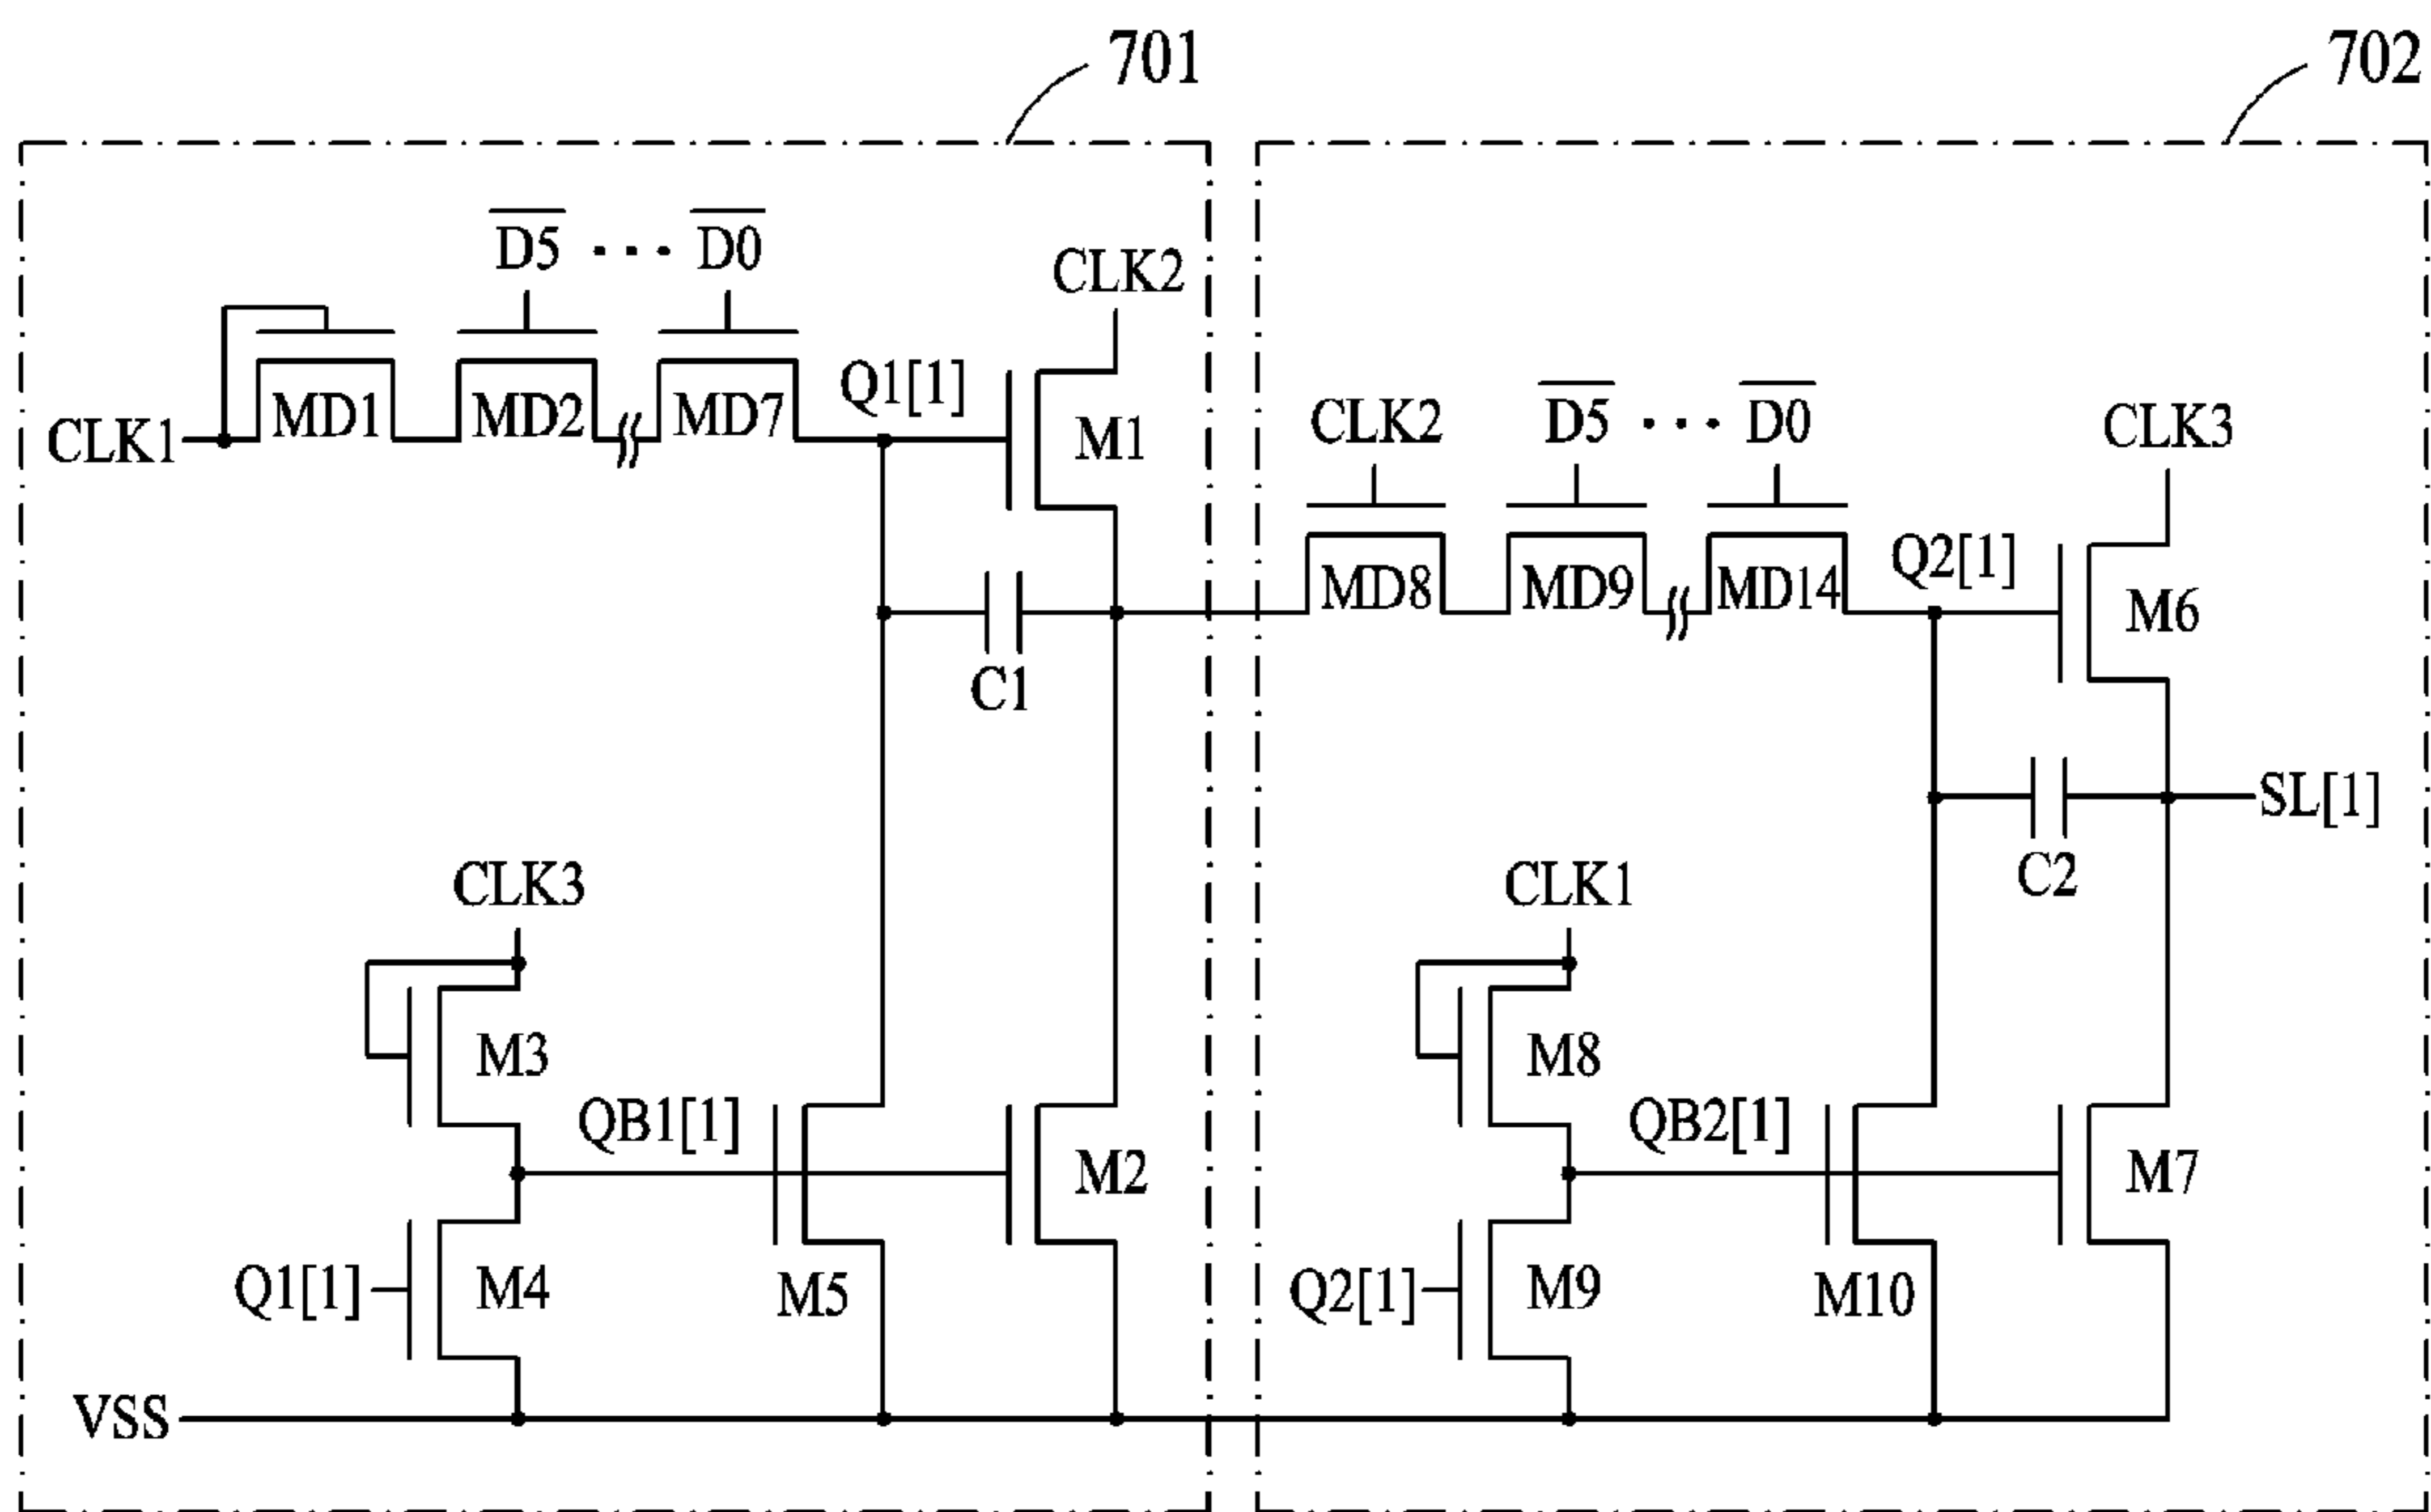 701
702
D5 ··· D0
CLK2
CLK1
MD1
MD2
MD7
Q1[1]
M1
C1
CLK3
M3
QB1[1]
M2
Q1[1]
M4
M5
VSS
CLK2
D5 ··· D0
CLK3
MD8
MD9
MD14
Q2[1]
M6
SL[1]
C2
CLK1
M8
QB2[1]
M7
Q2[1]
M9
M10